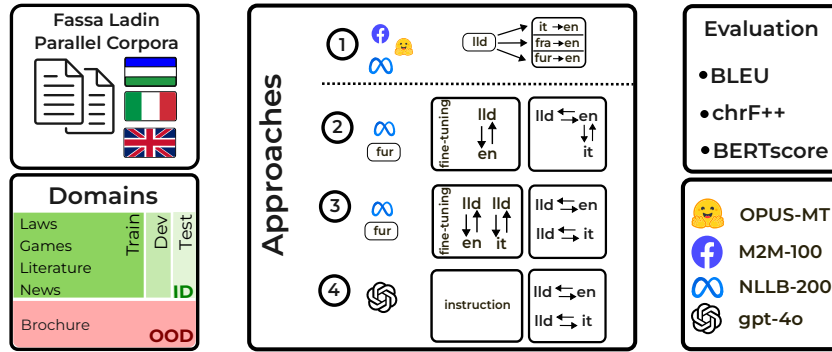 Fassa Ladin
Parallel Corpora
Domains
Laws
Games
Literature
News
Train
Dev
Test
ID
Brochure
OOD
Approaches
1
lld
it →en
fra→en
fur→en
2
fur
fine-tuning
lld
en
lld ⇆ en
it
3
fur
fine-tuning
lld lld
en it
lld ⇆ en
lld ⇆ it
4
instruction
lld ⇆ en
lld ⇆ it
Evaluation
•BLEU
•chrF++
•BERTscore
OPUS-MT
M2M-100
NLLB-200
gpt-4o